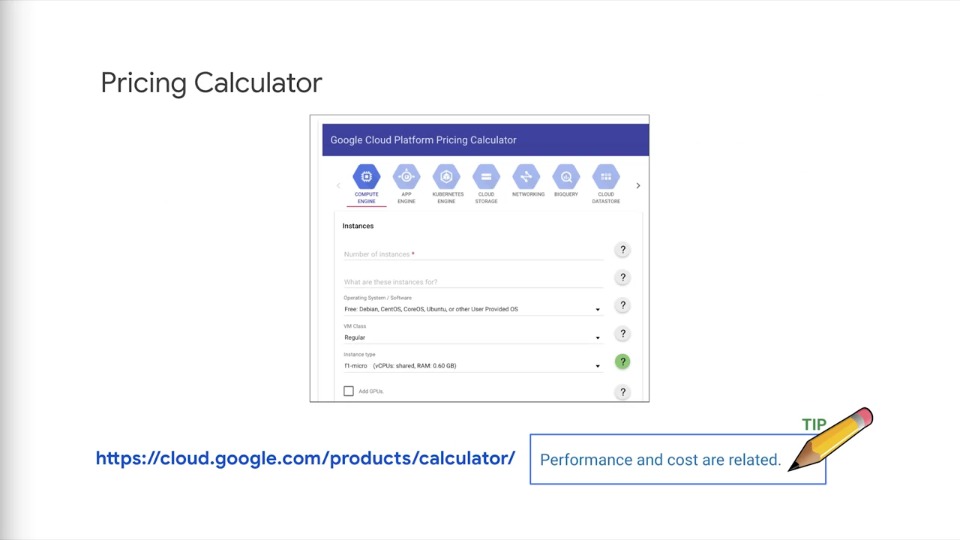 Pricing Calculator
Google Cloud Platform Pricing Calculator
COMPUTE ENGINE
APP ENGINE
KUBERNETES ENGINE
CLOUD STORAGE
NETWORKING
BIGQUERY
CLOUD DATASTORE
Instances
Number of instances *
?
What are these instances for?
?
Operating System / Software
Free: Debian, CentOS, CoreOS, Ubuntu, or other User Provided OS
?
VM Class
Regular
?
Instance type
f1-micro (vCPUs: shared, RAM: 0.60 GB)
?
Add GPUs.
?
TIP
https://cloud.google.com/products/calculator/
Performance and cost are related.